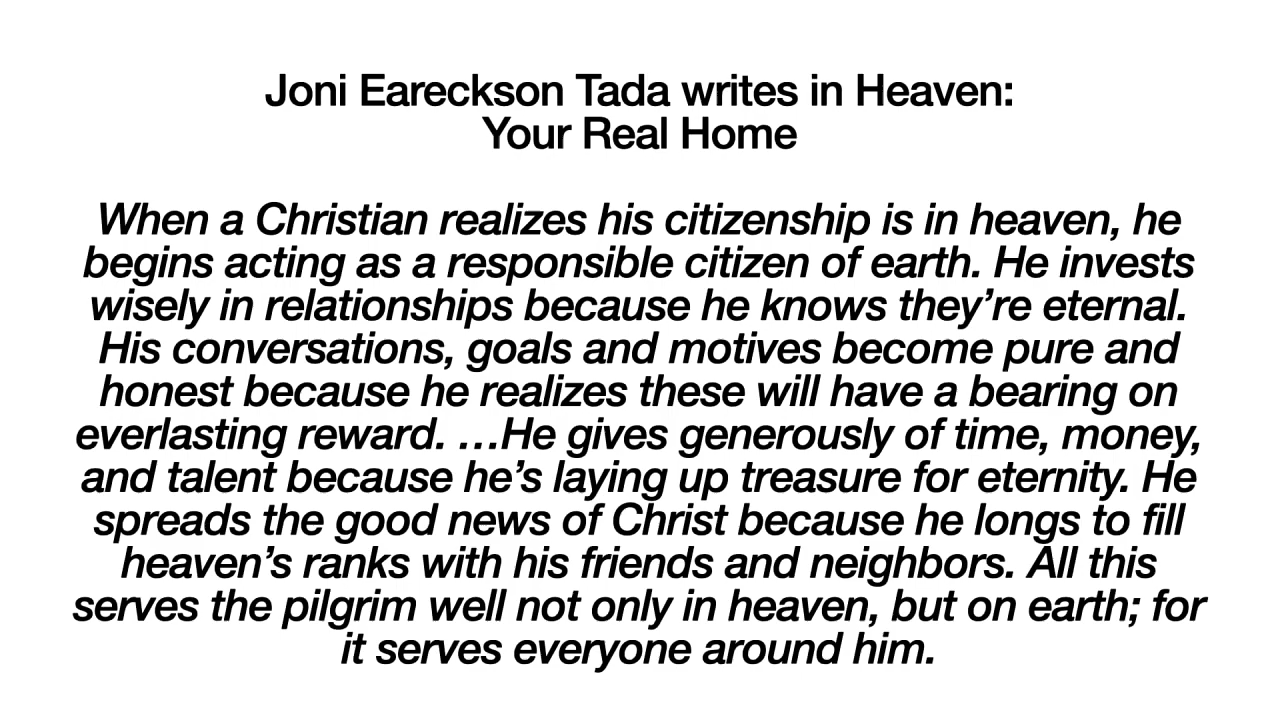 Joni Eareckson Tada writes in Heaven:
Your Real Home
When a Christian realizes his citizenship is in heaven, he
begins acting as a responsible citizen of earth. He invests
wisely in relationships because he knows they’re eternal.
His conversations, goals and motives become pure and
honest because he realizes these will have a bearing on
everlasting reward. …He gives generously of time, money,
and talent because he’s laying up treasure for eternity. He
spreads the good news of Christ because he longs to fill
heaven’s ranks with his friends and neighbors. All this
serves the pilgrim well not only in heaven, but on earth; for
it serves everyone around him.